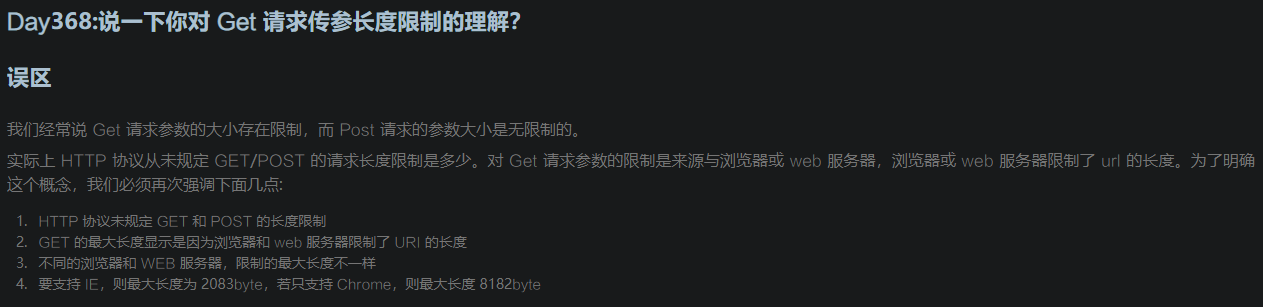 Day368:说一下你对 Get 请求传参长度限制的理解?
误区
我们经常说 Get 请求参数的大小存在限制，而 Post 请求的参数大小是无限制的。
实际上 HTTP 协议从未规定 GET/POST 的请求长度限制是多少。对 Get 请求参数的限制是来源与浏览器或 web 服务器，浏览器或 web 服务器限制了 url 的长度。为了明确
这个概念，我们必须再次强调下面几点:
1. HTTP 协议未规定 GET 和 POST 的长度限制
2. GET 的最大长度显示是因为浏览器和 web 服务器限制了 URI 的长度
3. 不同的浏览器和 WEB 服务器，限制的最大长度不一样
4. 要支持 IE，则最大长度为 2083byte，若只支持 Chrome，则最大长度 8182byte